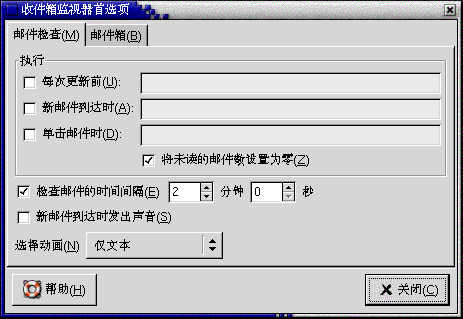 收件箱监视器首选项
邮件检查(M) 邮件箱(B)
执行
每次更新前(U):
新邮件到达时(A):
单击邮件时(D):
将未读的邮件数设置为零(Z)
检查邮件的时间间隔(E) 2 分钟 0 秒
新邮件到达时发出声音(S)
选择动画(N) 仅文本
帮助(H) 关闭(C)